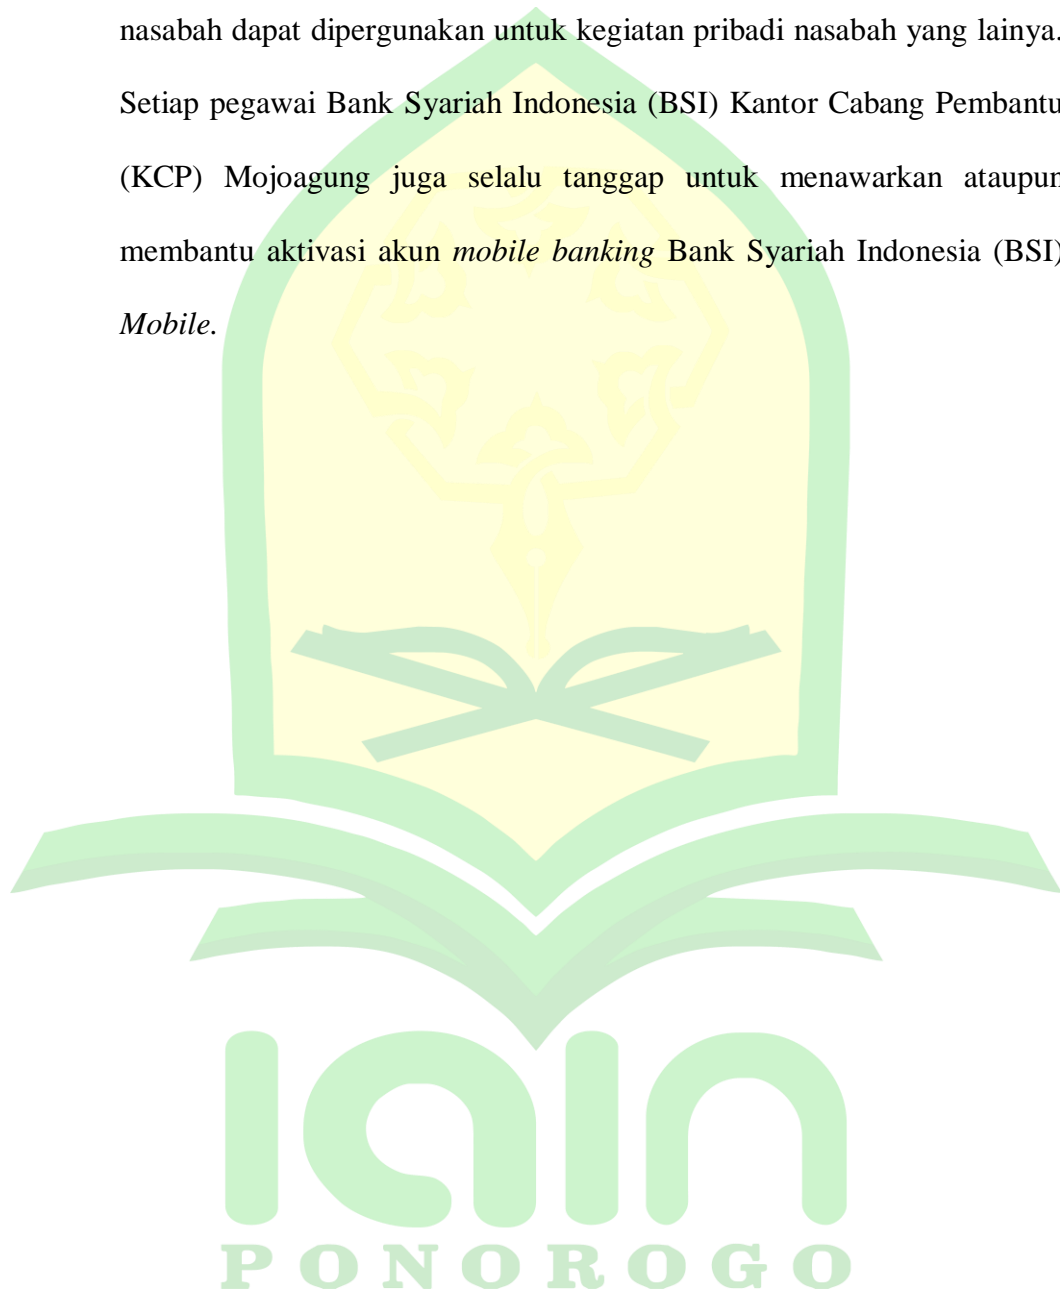 nasabah dapat dipergunakan untuk kegiatan pribadi nasabah yang lainya.
Setiap pegawai Bank Syariah Indonesia (BSI) Kantor Cabang Pembantu
(KCP) Mojoagung juga selalu tanggap untuk menawarkan ataupun
membantu aktivasi akun mobile banking Bank Syariah Indonesia (BSI)
Mobile.
iain
PONOROGO